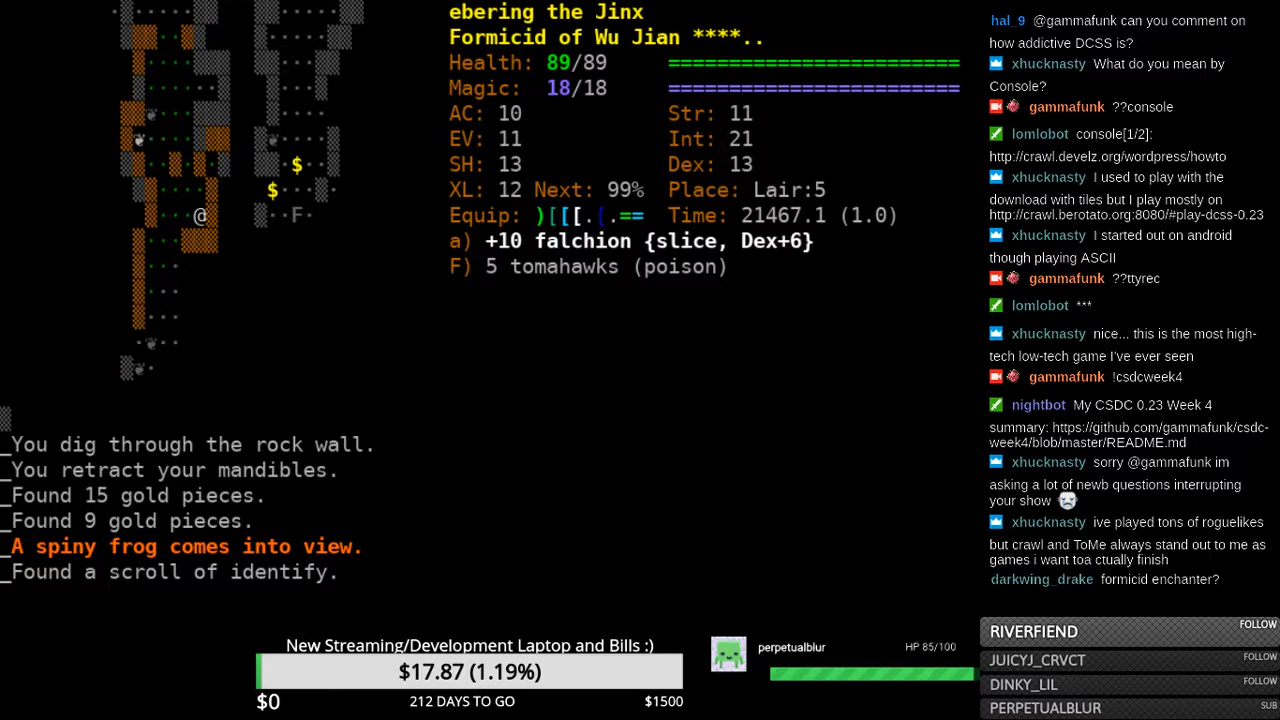 ebering the Jinx
Formicid of Wu Jian ****..
Health: 89/89 ========================
Magic: 18/18 ========================
AC: 10 Str: 11
EV: 11 Int: 21
SH: 13 Dex: 13
XL: 12 Next: 99% Place: Lair:5
Equip: )[[[.[.== Time: 21467.1 (1.0)
a) +10 falchion {slice, Dex+6}
F) 5 tomahawks (poison)
$
$
@
F
_You dig through the rock wall.
_You retract your mandibles.
_Found 15 gold pieces.
_Found 9 gold pieces.
_A spiny frog comes into view.
_Found a scroll of identify.
New Streaming/Development Laptop and Bills :)
$17.87 (1.19%)
$0 212 DAYS TO GO $1500
perpetualblur HP 85/100
hal_9 @gammafunk can you comment on
how addictive DCSS is?
xhucknasty What do you mean by
Console?
gammafunk ??console
lomlobot console[1/2]:
http://crawl.develz.org/wordpress/howto
xhucknasty I used to play with the
download with tiles but I play mostly on
http://crawl.project357.org
xhucknasty I started out on android
though playing ASCII
gammafunk ??ttyrec
lomlobot ***
xhucknasty nice... this is the most high-
tech low-tech game I've ever seen
gammafunk !csdcweek4
nightbot My CSDC 0.23 Week 4
summary: https://github.com/gammafunk/csdc-
week4/blob/master/README.md
xhucknasty sorry @gammafunk im
asking a lot of newb questions interrupting
your show
xhucknasty ive played tons of roguelikes
but crawl and ToMe always stand out to me as
games i want toa ctually finish
darkwing_drake formicid enchanter?
RIVERFIEND FOLLOW
JUICYJ_CRVCT FOLLOW
DINKY_LIL FOLLOW
PERPETUALBLUR SUB